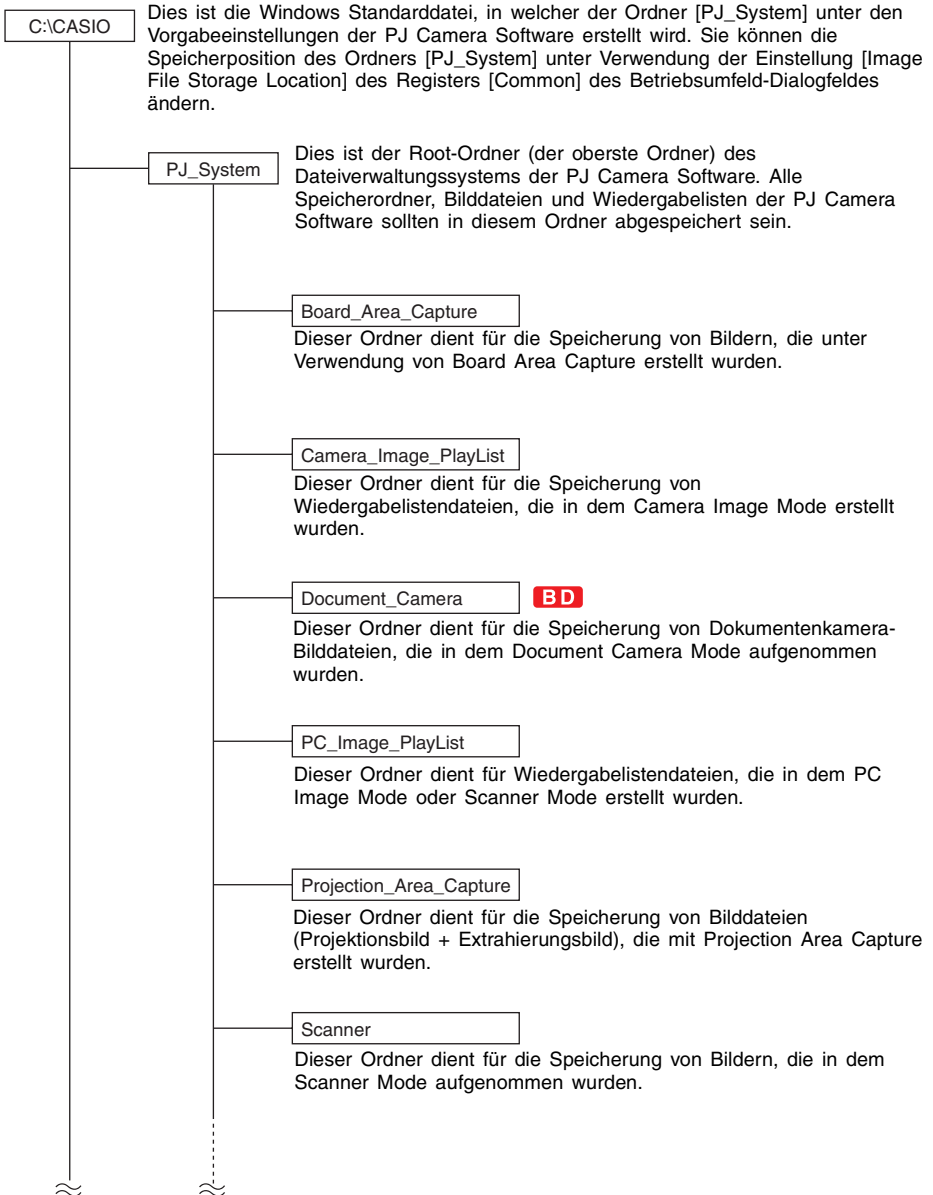 C:\CASIO
Dies ist die Windows Standarddatei, in welcher der Ordner [PJ_System] unter den
Vorgabeeinstellungen der PJ Camera Software erstellt wird. Sie können die
Speicherposition des Ordners [PJ_System] unter Verwendung der Einstellung [Image
File Storage Location] des Registers [Common] des Betriebsumfeld-Dialogfeldes
ändern.
PJ_System
Dies ist der Root-Ordner (der oberste Ordner) des
Dateiverwaltungssystems der PJ Camera Software. Alle
Speicherordner, Bilddateien und Wiedergabelisten der PJ Camera
Software sollten in diesem Ordner abgespeichert sein.
Board_Area_Capture
Dieser Ordner dient für die Speicherung von Bildern, die unter
Verwendung von Board Area Capture erstellt wurden.
Camera_Image_PlayList
Dieser Ordner dient für die Speicherung von
Wiedergabelistendateien, die in dem Camera Image Mode erstellt
wurden.
Document_Camera BD
Dieser Ordner dient für die Speicherung von Dokumentenkamera-
Bilddateien, die in dem Document Camera Mode aufgenommen
wurden.
PC_Image_PlayList
Dieser Ordner dient für Wiedergabelistendateien, die in dem PC
Image Mode oder Scanner Mode erstellt wurden.
Projection_Area_Capture
Dieser Ordner dient für die Speicherung von Bilddateien
(Projektionsbild + Extrahierungsbild), die mit Projection Area Capture
erstellt wurden.
Scanner
Dieser Ordner dient für die Speicherung von Bildern, die in dem
Scanner Mode aufgenommen wurden.